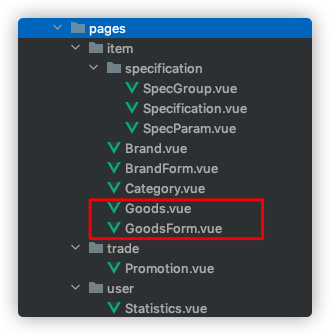 pages
item
specification
SpecGroup.vue
Specification.vue
SpecParam.vue
Brand.vue
BrandForm.vue
Category.vue
Goods.vue
GoodsForm.vue
trade
Promotion.vue
user
Statistics.vue